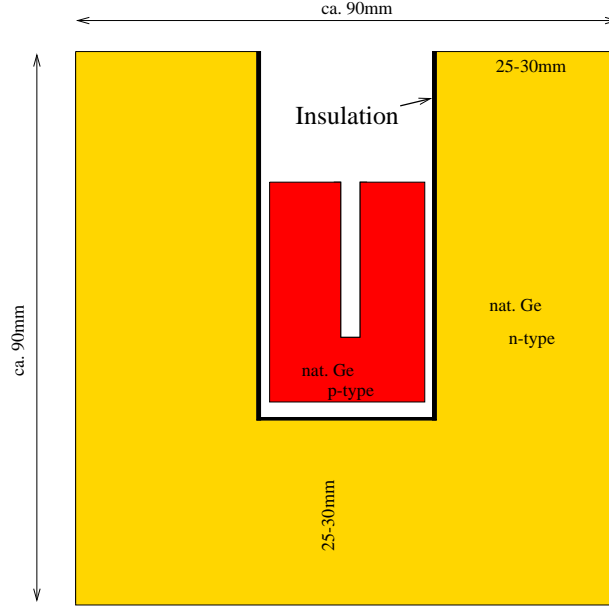 ca. 90mm
25-30mm
Insulation
ca. 90mm
nat. Ge
n-type
nat. Ge
p-type
25-30mm